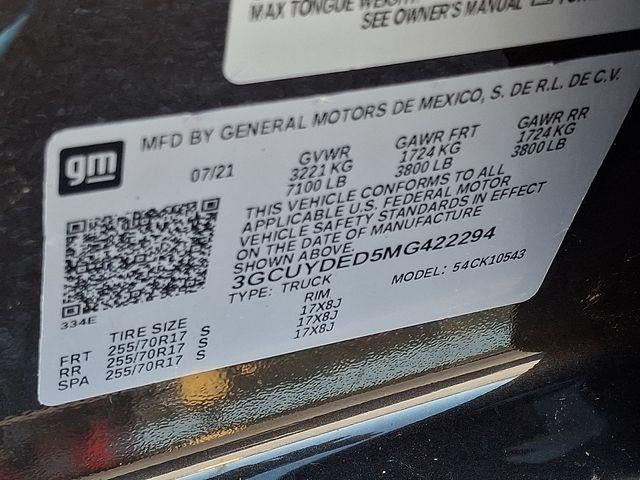 MAX TONGUE WEIGHT
SEE OWNER'S MANUAL
gm
MFD BY GENERAL MOTORS DE MEXICO, S. DE R.L. DE C.V.
07/21
GVWR GAWR FRT GAWR RR
3221 KG 1724 KG 1724 KG
7100 LB 3800 LB 3800 LB
THIS VEHICLE CONFORMS TO ALL
APPLICABLE U.S. FEDERAL MOTOR
VEHICLE SAFETY STANDARDS IN EFFECT
ON THE DATE OF MANUFACTURE
SHOWN ABOVE.
3GCUYDED5MG422294
TYPE: TRUCK MODEL: 54CK10543
334E
TIRE SIZE RIM
FRT 255/70R17 S 17X8J
RR 255/70R17 S 17X8J
SPA 255/70R17 S 17X8J